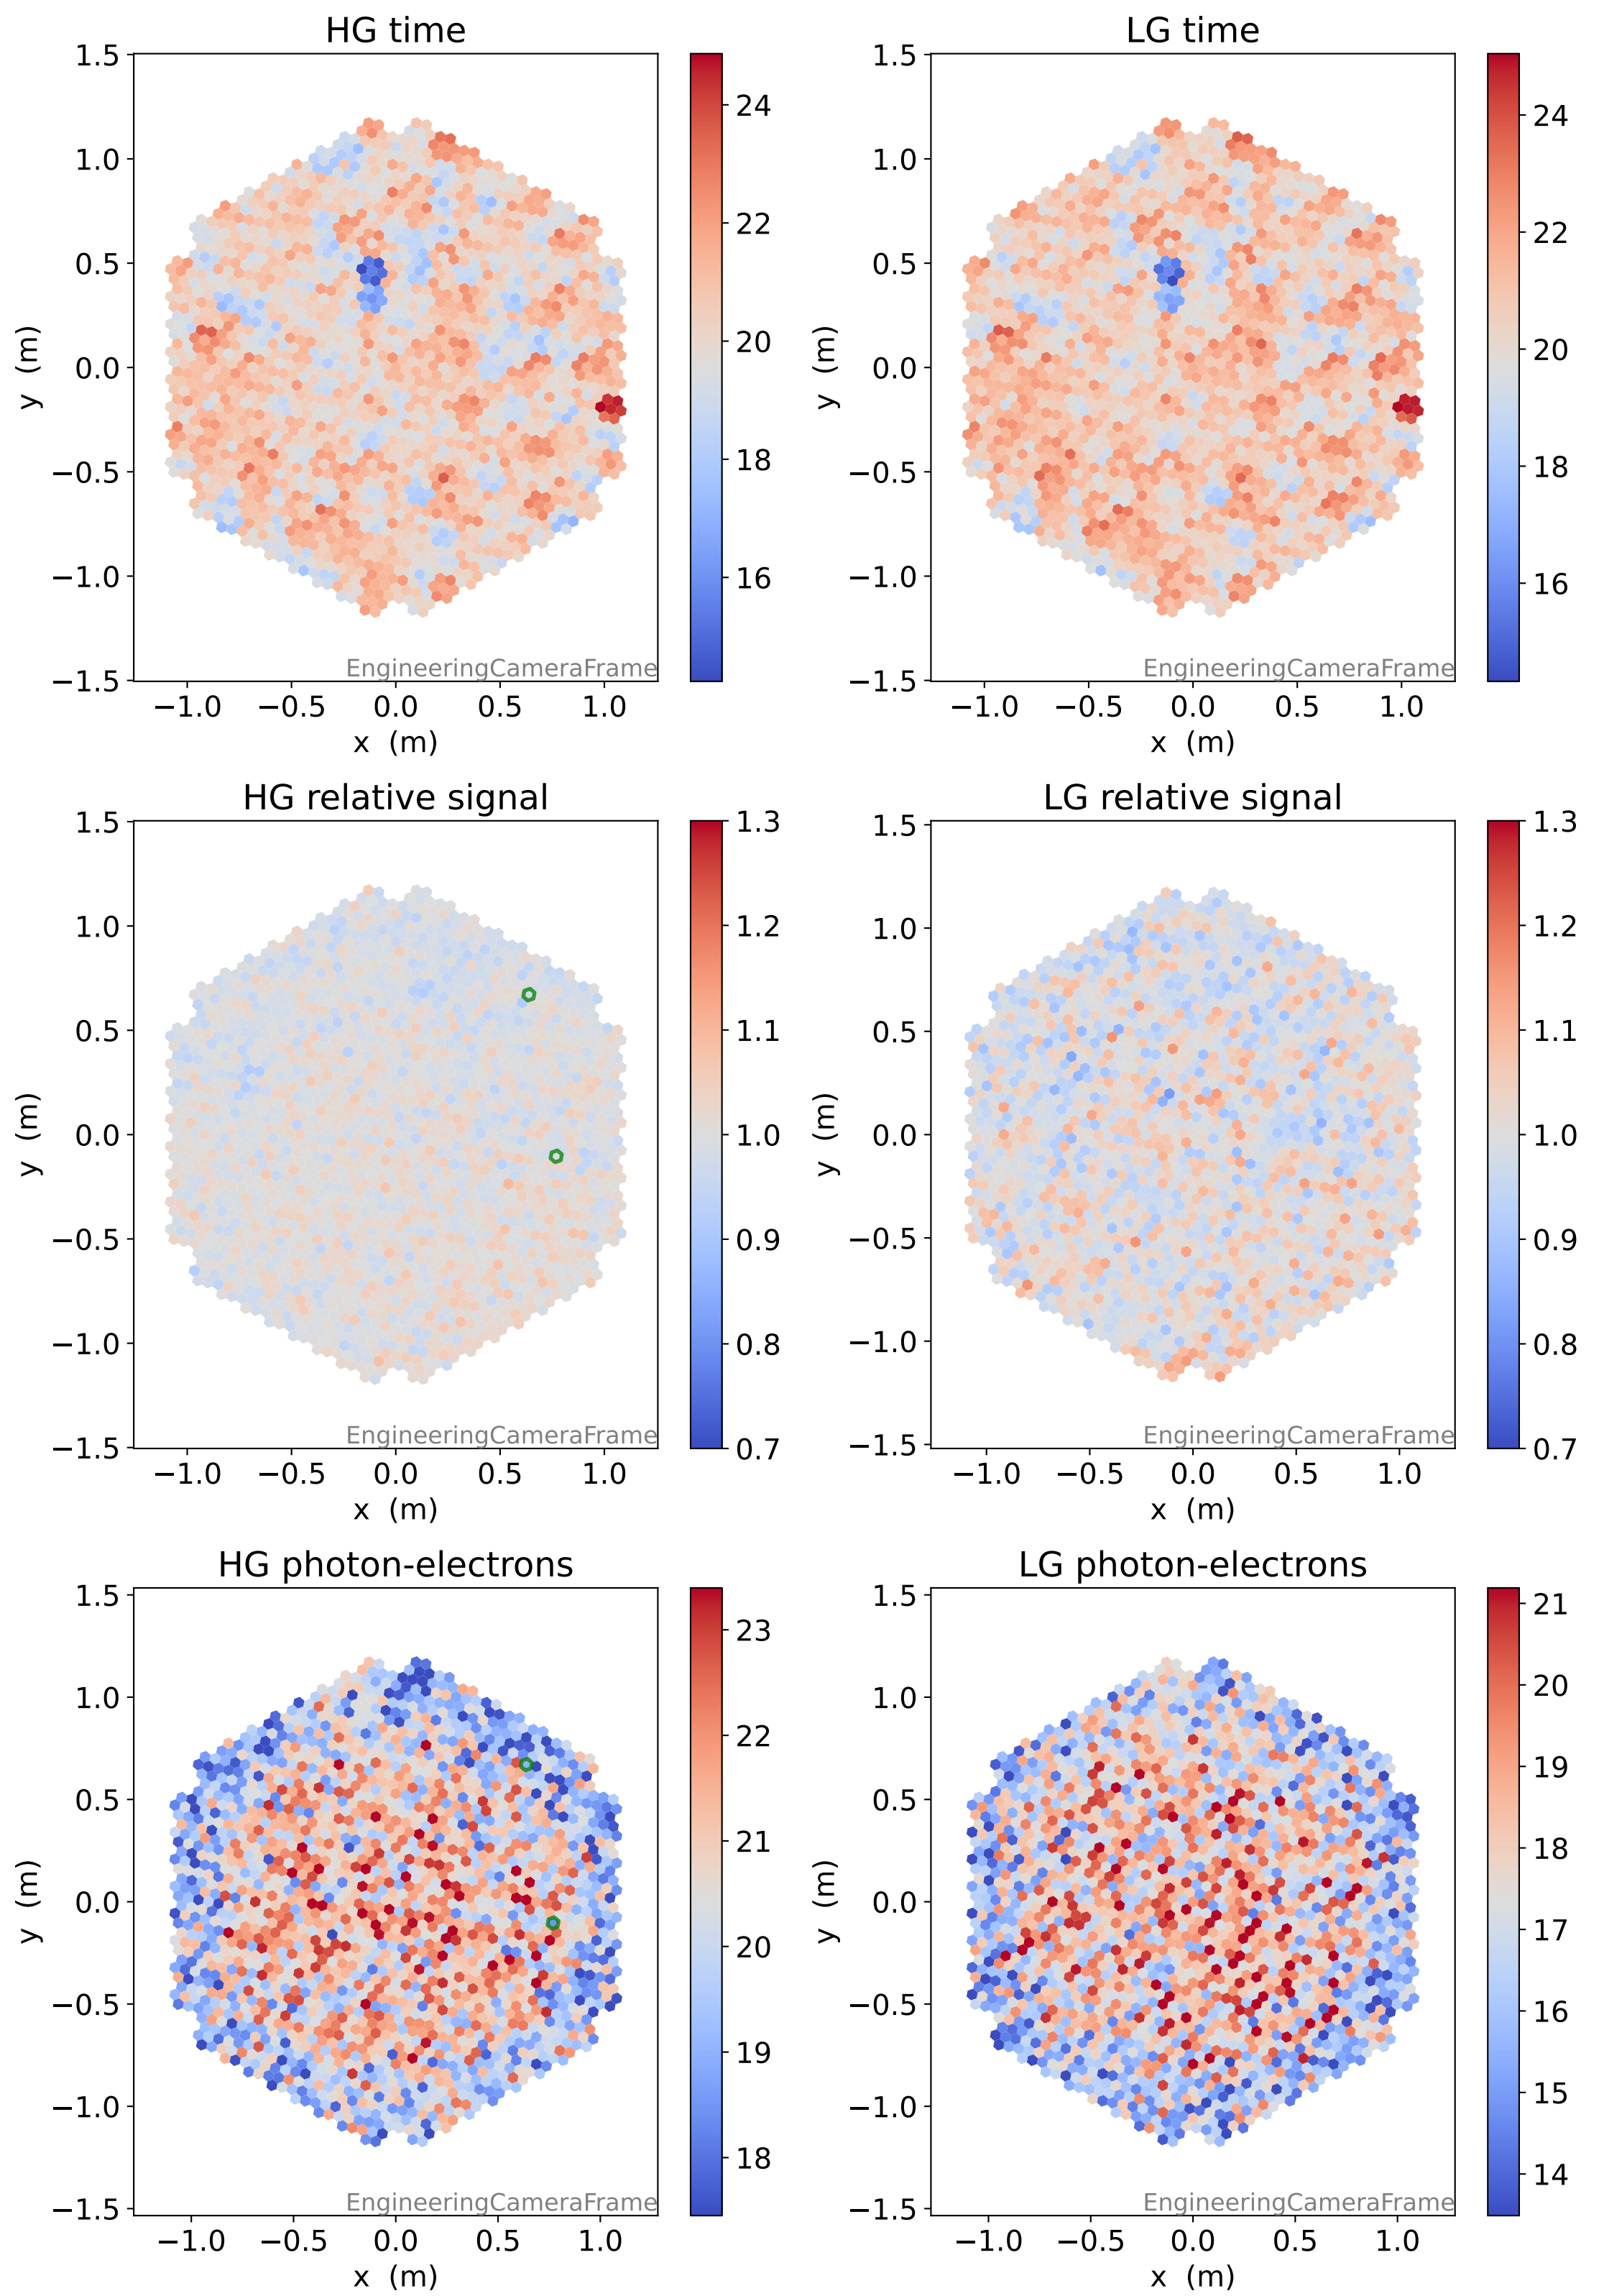 HG time
1.5
1.0
0.5
0.0
−0.5
−1.0
−1.5
y (m)
−1.0 −0.5 0.0 0.5 1.0
x (m)
EngineeringCameraFrame
24
22
20
18
16
LG time
1.5
1.0
0.5
0.0
−0.5
−1.0
−1.5
y (m)
−1.0 −0.5 0.0 0.5 1.0
x (m)
EngineeringCameraFrame
24
22
20
18
16
HG relative signal
1.5
1.0
0.5
0.0
−0.5
−1.0
−1.5
y (m)
−1.0 −0.5 0.0 0.5 1.0
x (m)
EngineeringCameraFrame
1.3
1.2
1.1
1.0
0.9
0.8
0.7
LG relative signal
1.5
1.0
0.5
0.0
−0.5
−1.0
−1.5
y (m)
−1.0 −0.5 0.0 0.5 1.0
x (m)
EngineeringCameraFrame
1.3
1.2
1.1
1.0
0.9
0.8
0.7
HG photon-electrons
1.5
1.0
0.5
0.0
−0.5
−1.0
−1.5
y (m)
−1.0 −0.5 0.0 0.5 1.0
x (m)
EngineeringCameraFrame
23
22
21
20
19
18
LG photon-electrons
1.5
1.0
0.5
0.0
−0.5
−1.0
−1.5
y (m)
−1.0 −0.5 0.0 0.5 1.0
x (m)
EngineeringCameraFrame
21
20
19
18
17
16
15
14